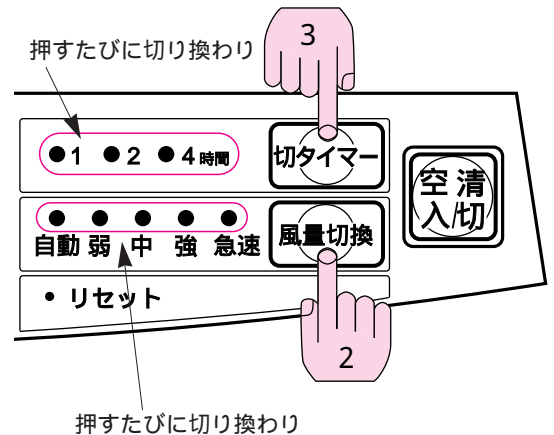 3
押すたびに切り換わり
●1 ●2 ●4時間
切タイマー
空清
入/切
自動 弱 中 強 急速
風量切換
• リセット
2
押すたびに切り換わり